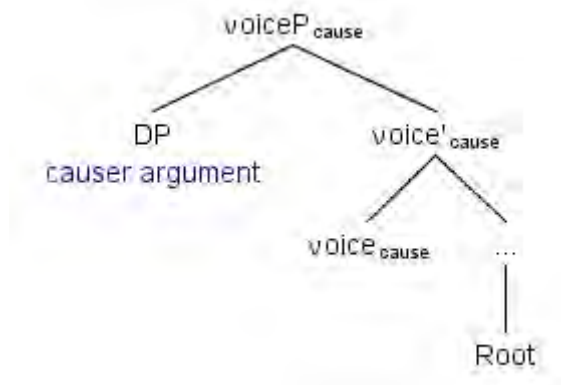 voiceP cause
DP voice' cause
causer argument
voice cause ...
Root